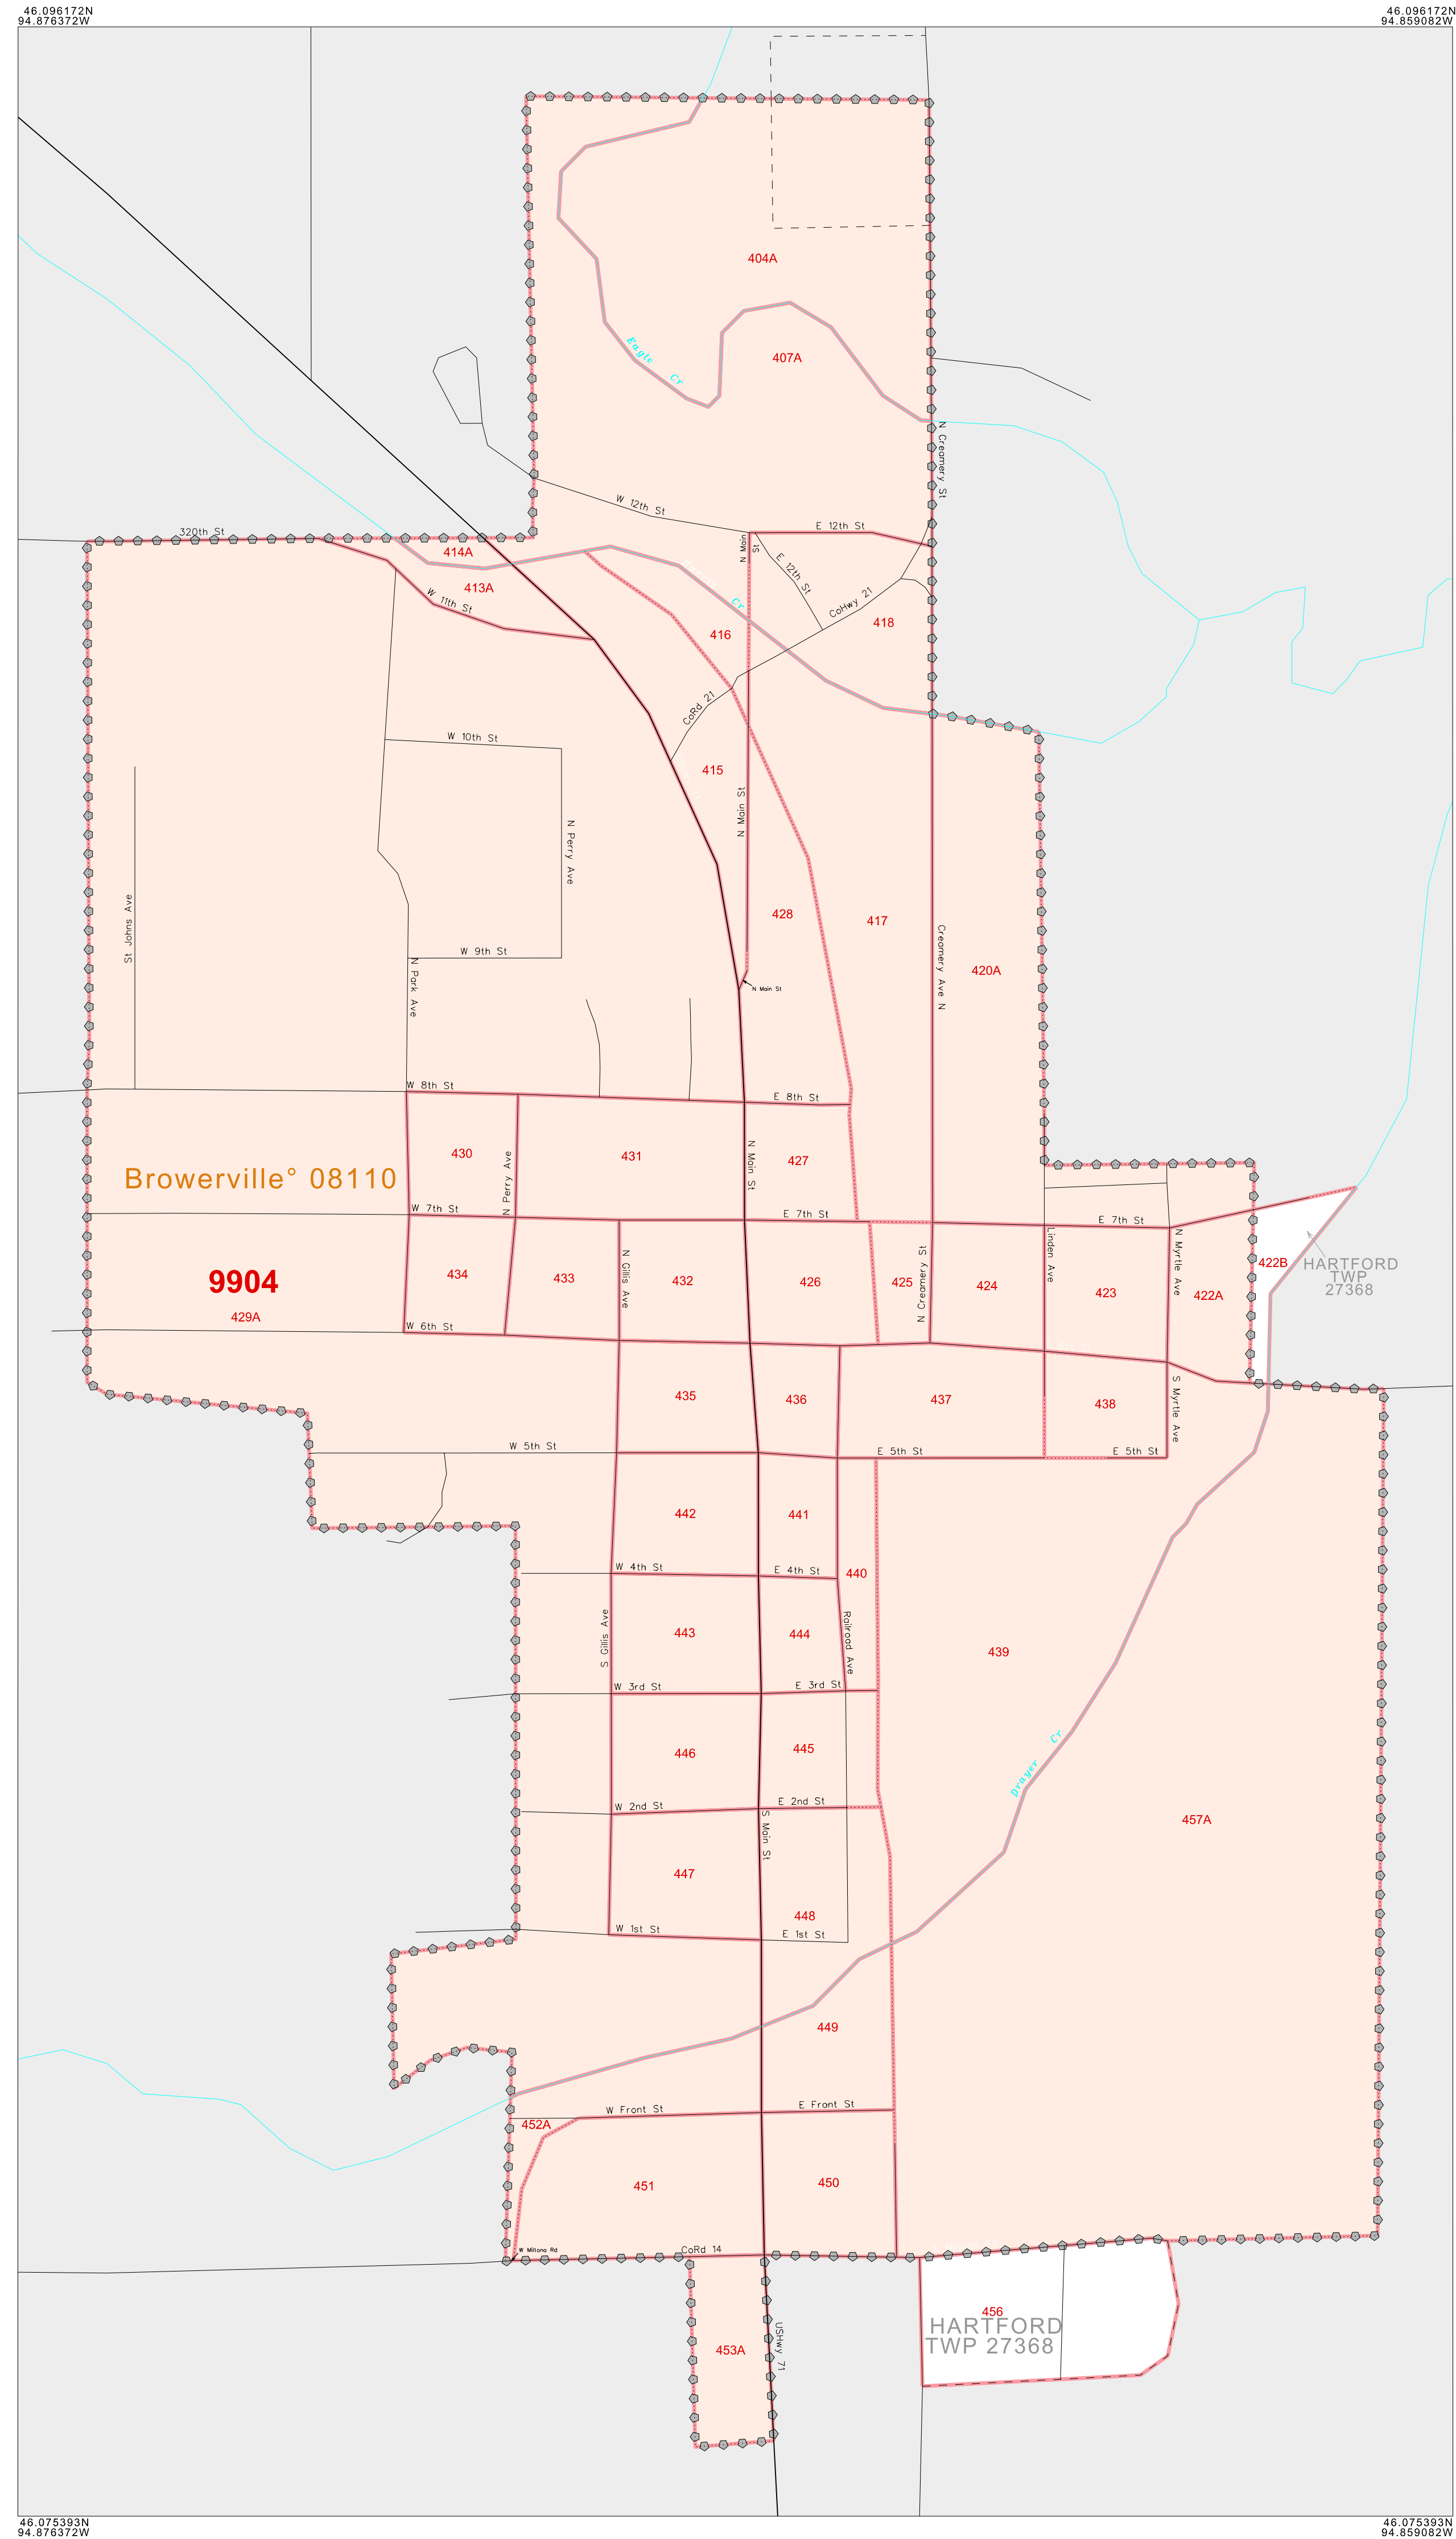 46.096172N
94.876372W
46.096172N
94.859082W
404A
Eagle Cr
407A
N Creamery St
W 12th St
E 12th St
320th St
414A
N Main St
E 12th St
413A
W 11th St
Cr
CoHwy 21
418
416
CoRd 21
W 10th St
415
N Main St
N Perry Ave
Ave Johns St
428
417
Creamery Ave N
420A
W 9th St
N Park Ave
N Main St
W 8th St
E 8th St
430
N Perry Ave
431
N Main St
427
Browerville° 08110
W 7th St
E 7th St
E 7th St
9904
429A
434
433
N Gillis Ave
432
426
425
N Creamery St
424
Linden Ave
423
N Myrtle Ave
422A
422B
HARTFORD
TWP
27368
W 6th St
435
436
437
438
S Myrtle Ave
W 5th St
E 5th St
E 5th St
442
441
W 4th St
E 4th St
440
S Gillis Ave
443
444
Railroad Ave
439
W 3rd St
E 3rd St
446
445
Drayer Cr
W 2nd St
E 2nd St
S Main St
457A
447
448
W 1st St
E 1st St
449
W Front St
E Front St
452A
451
450
W Miltona Rd
CoRd 14
453A
USHwy 71
456
HARTFORD
TWP 27368
46.075393N
94.876372W
46.075393N
94.859082W